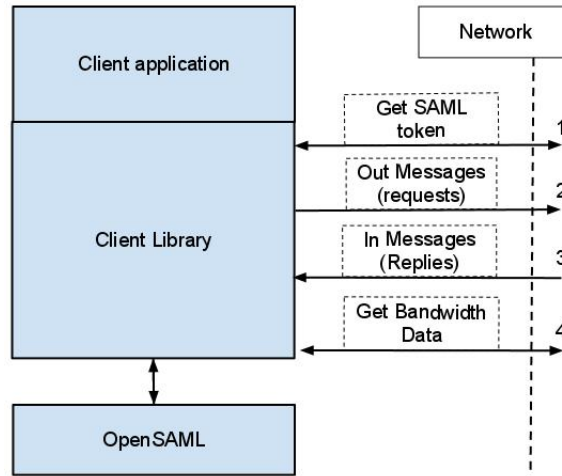 Client application
Network
Get SAML
token
1
Out Messages
(requests)
2
Client Library
In Messages
(Replies)
3
Get Bandwidth
Data
4
OpenSAML